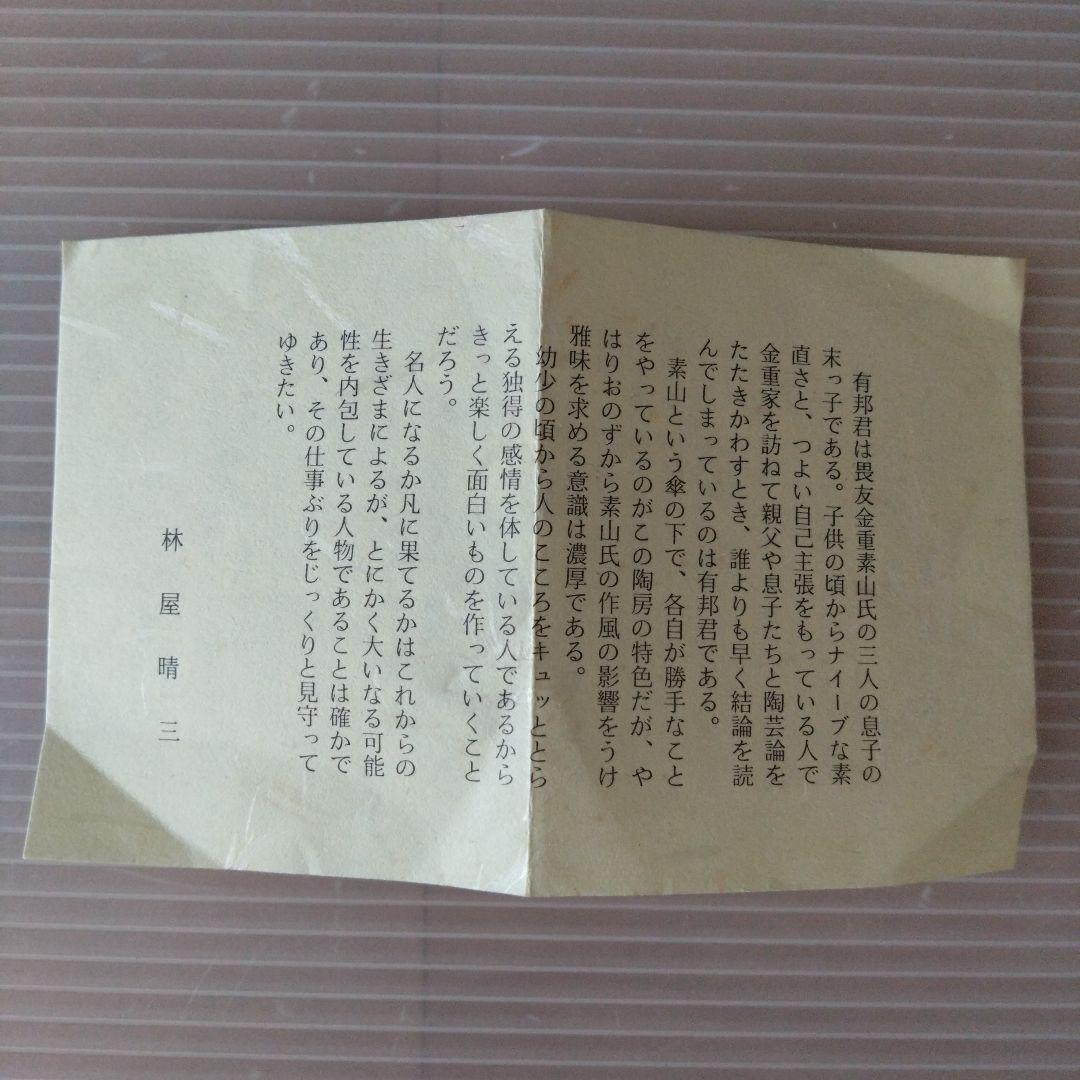 有邦君は畏友金重素山氏の三人の息子の
末っ子である。子供の頃からナイーブな素
直さと、つよい自己主張をもっている人で
金重家を訪ねて親父や息子たちと陶芸論を
たたきかわすとき、誰よりも早く結論を読
んでしまっているのは有邦君である。
素山という傘の下で、各自が勝手なこと
をやっているのがこの陶房の特色だが、や
はりおのずから素山氏の作風の影響をうけ
雅味を求める意識は濃厚である。
幼少の頃から人のこころをキュッととら
える独得の感情を体している人であるから
きっと楽しく面白いものを作っていくこと
だろう。
名人になるか凡に果てるかはこれからの
生きざまによるが、とにかく大いなる可能
性を内包している人物であることは確かで
あり、その仕事ぶりをじっくりと見守って
ゆきたい。
林屋晴三